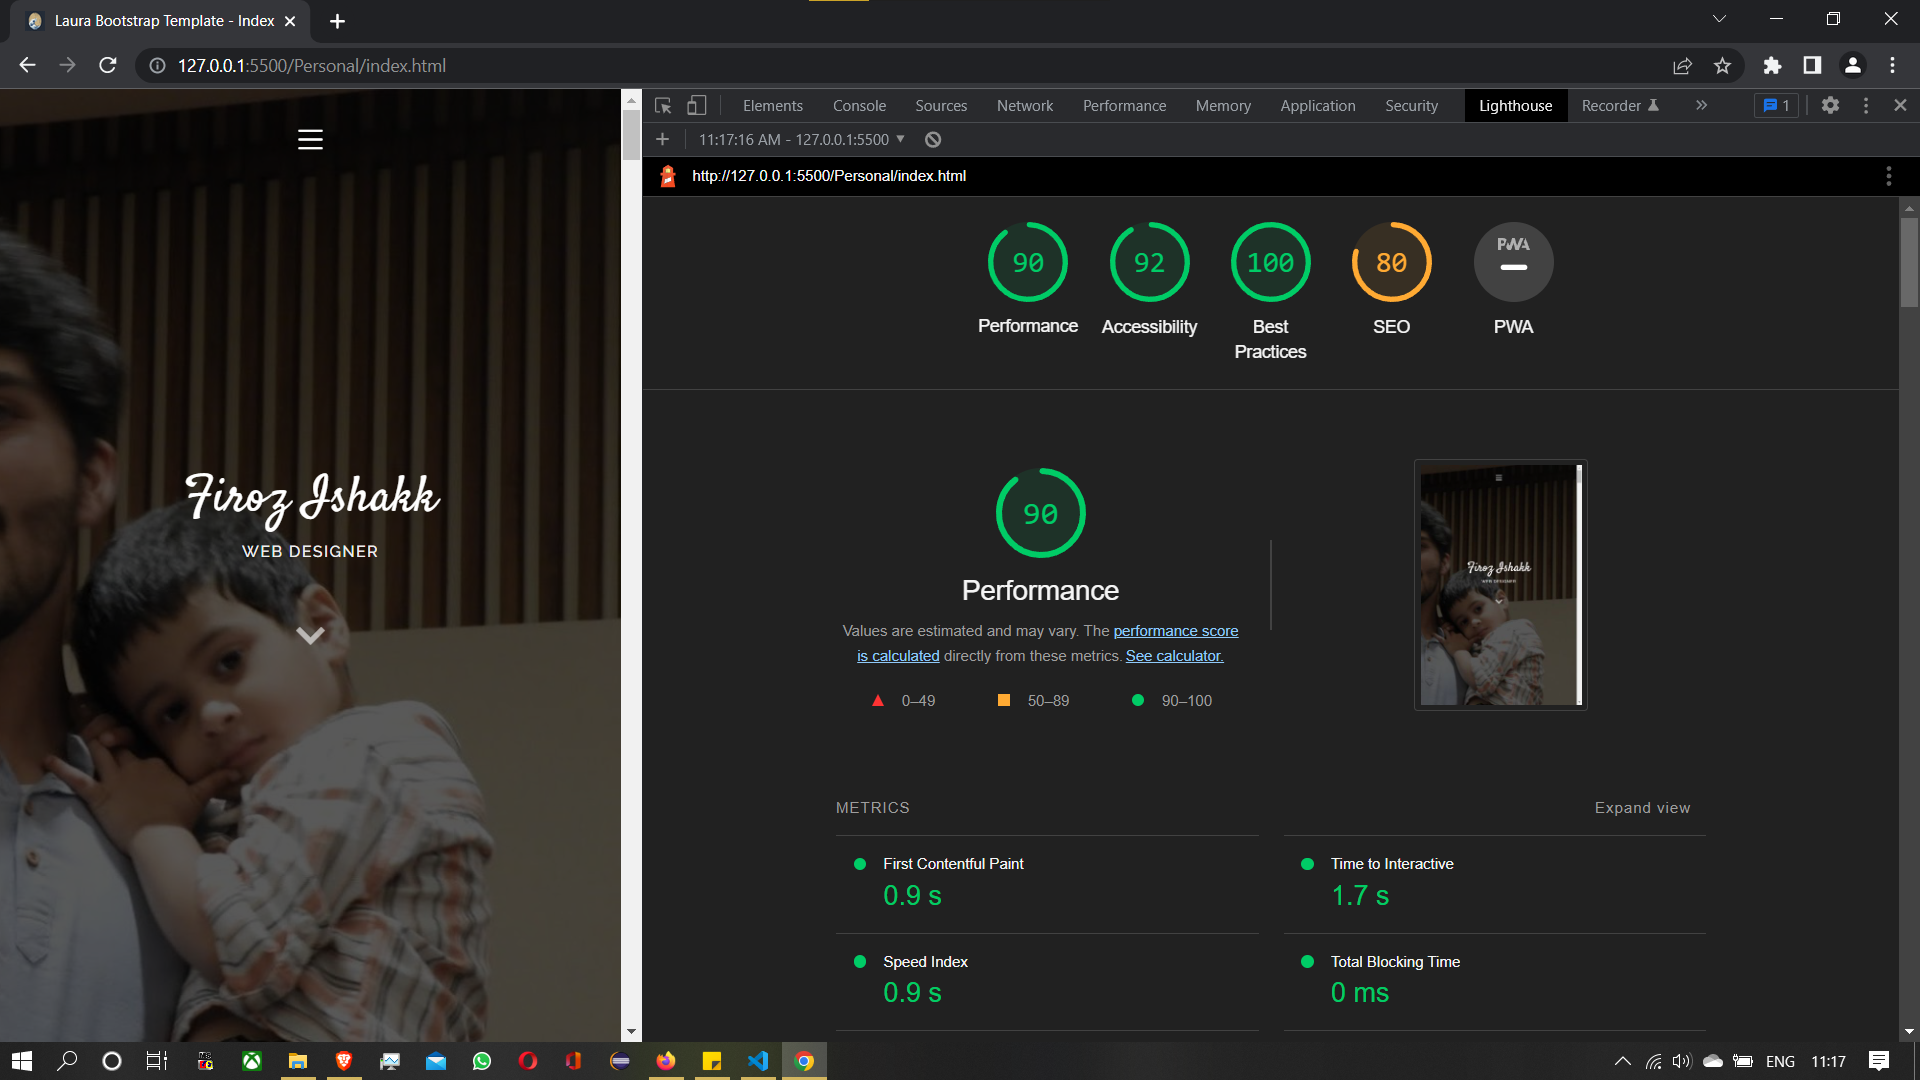 Laura Bootstrap Template - Index
127.0.0.1:5500/Personal/index.html
Elements Console Sources Network Performance Memory Application Security Lighthouse Recorder 1
11:17:16 AM - 127.0.0.1:5500
http://127.0.0.1:5500/Personal/index.html
Firoz Ishakk
WEB DESIGNER
90 92 100 80 PWA
Performance Accessibility Best Practices SEO PWA
90
Performance
Values are estimated and may vary. The performance score
is calculated directly from these metrics. See calculator.
0–49 50–89 90–100
Firoz Ishakk
WEB DESIGNER
METRICS Expand view
First Contentful Paint
0.9 s
Time to Interactive
1.7 s
Speed Index
0.9 s
Total Blocking Time
0 ms
ENG 11:17